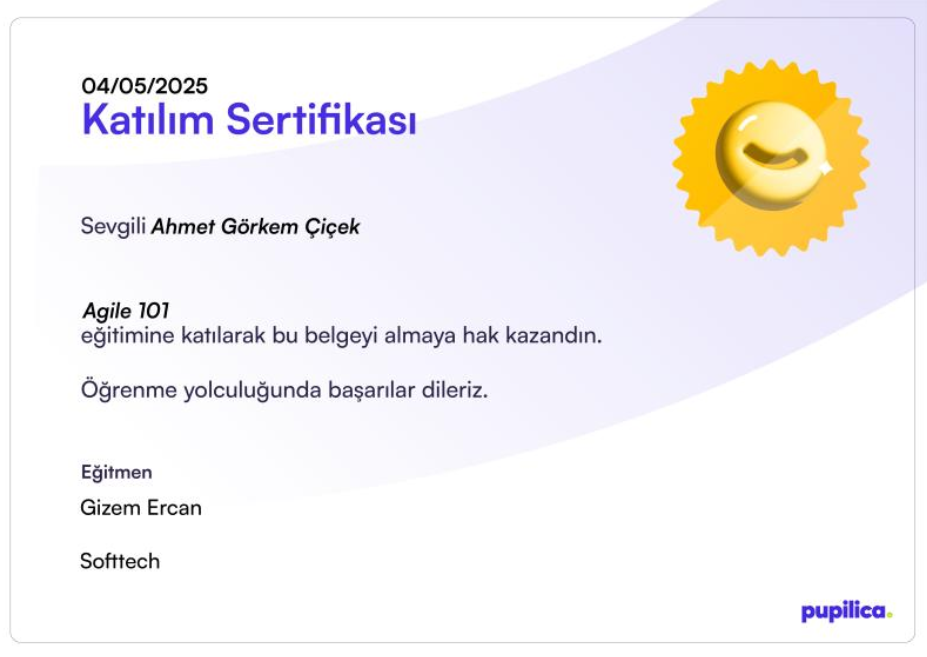 04/05/2025
Katılım Sertifikası
Sevgili Ahmet Görkem Çiçek
Agile 101
eğitimine katılarak bu belgeyi almaya hak kazandın.
Öğrenme yolculuğunda başarılar dileriz.
Eğitmen
Gizem Ercan
Softtech
pupilica.